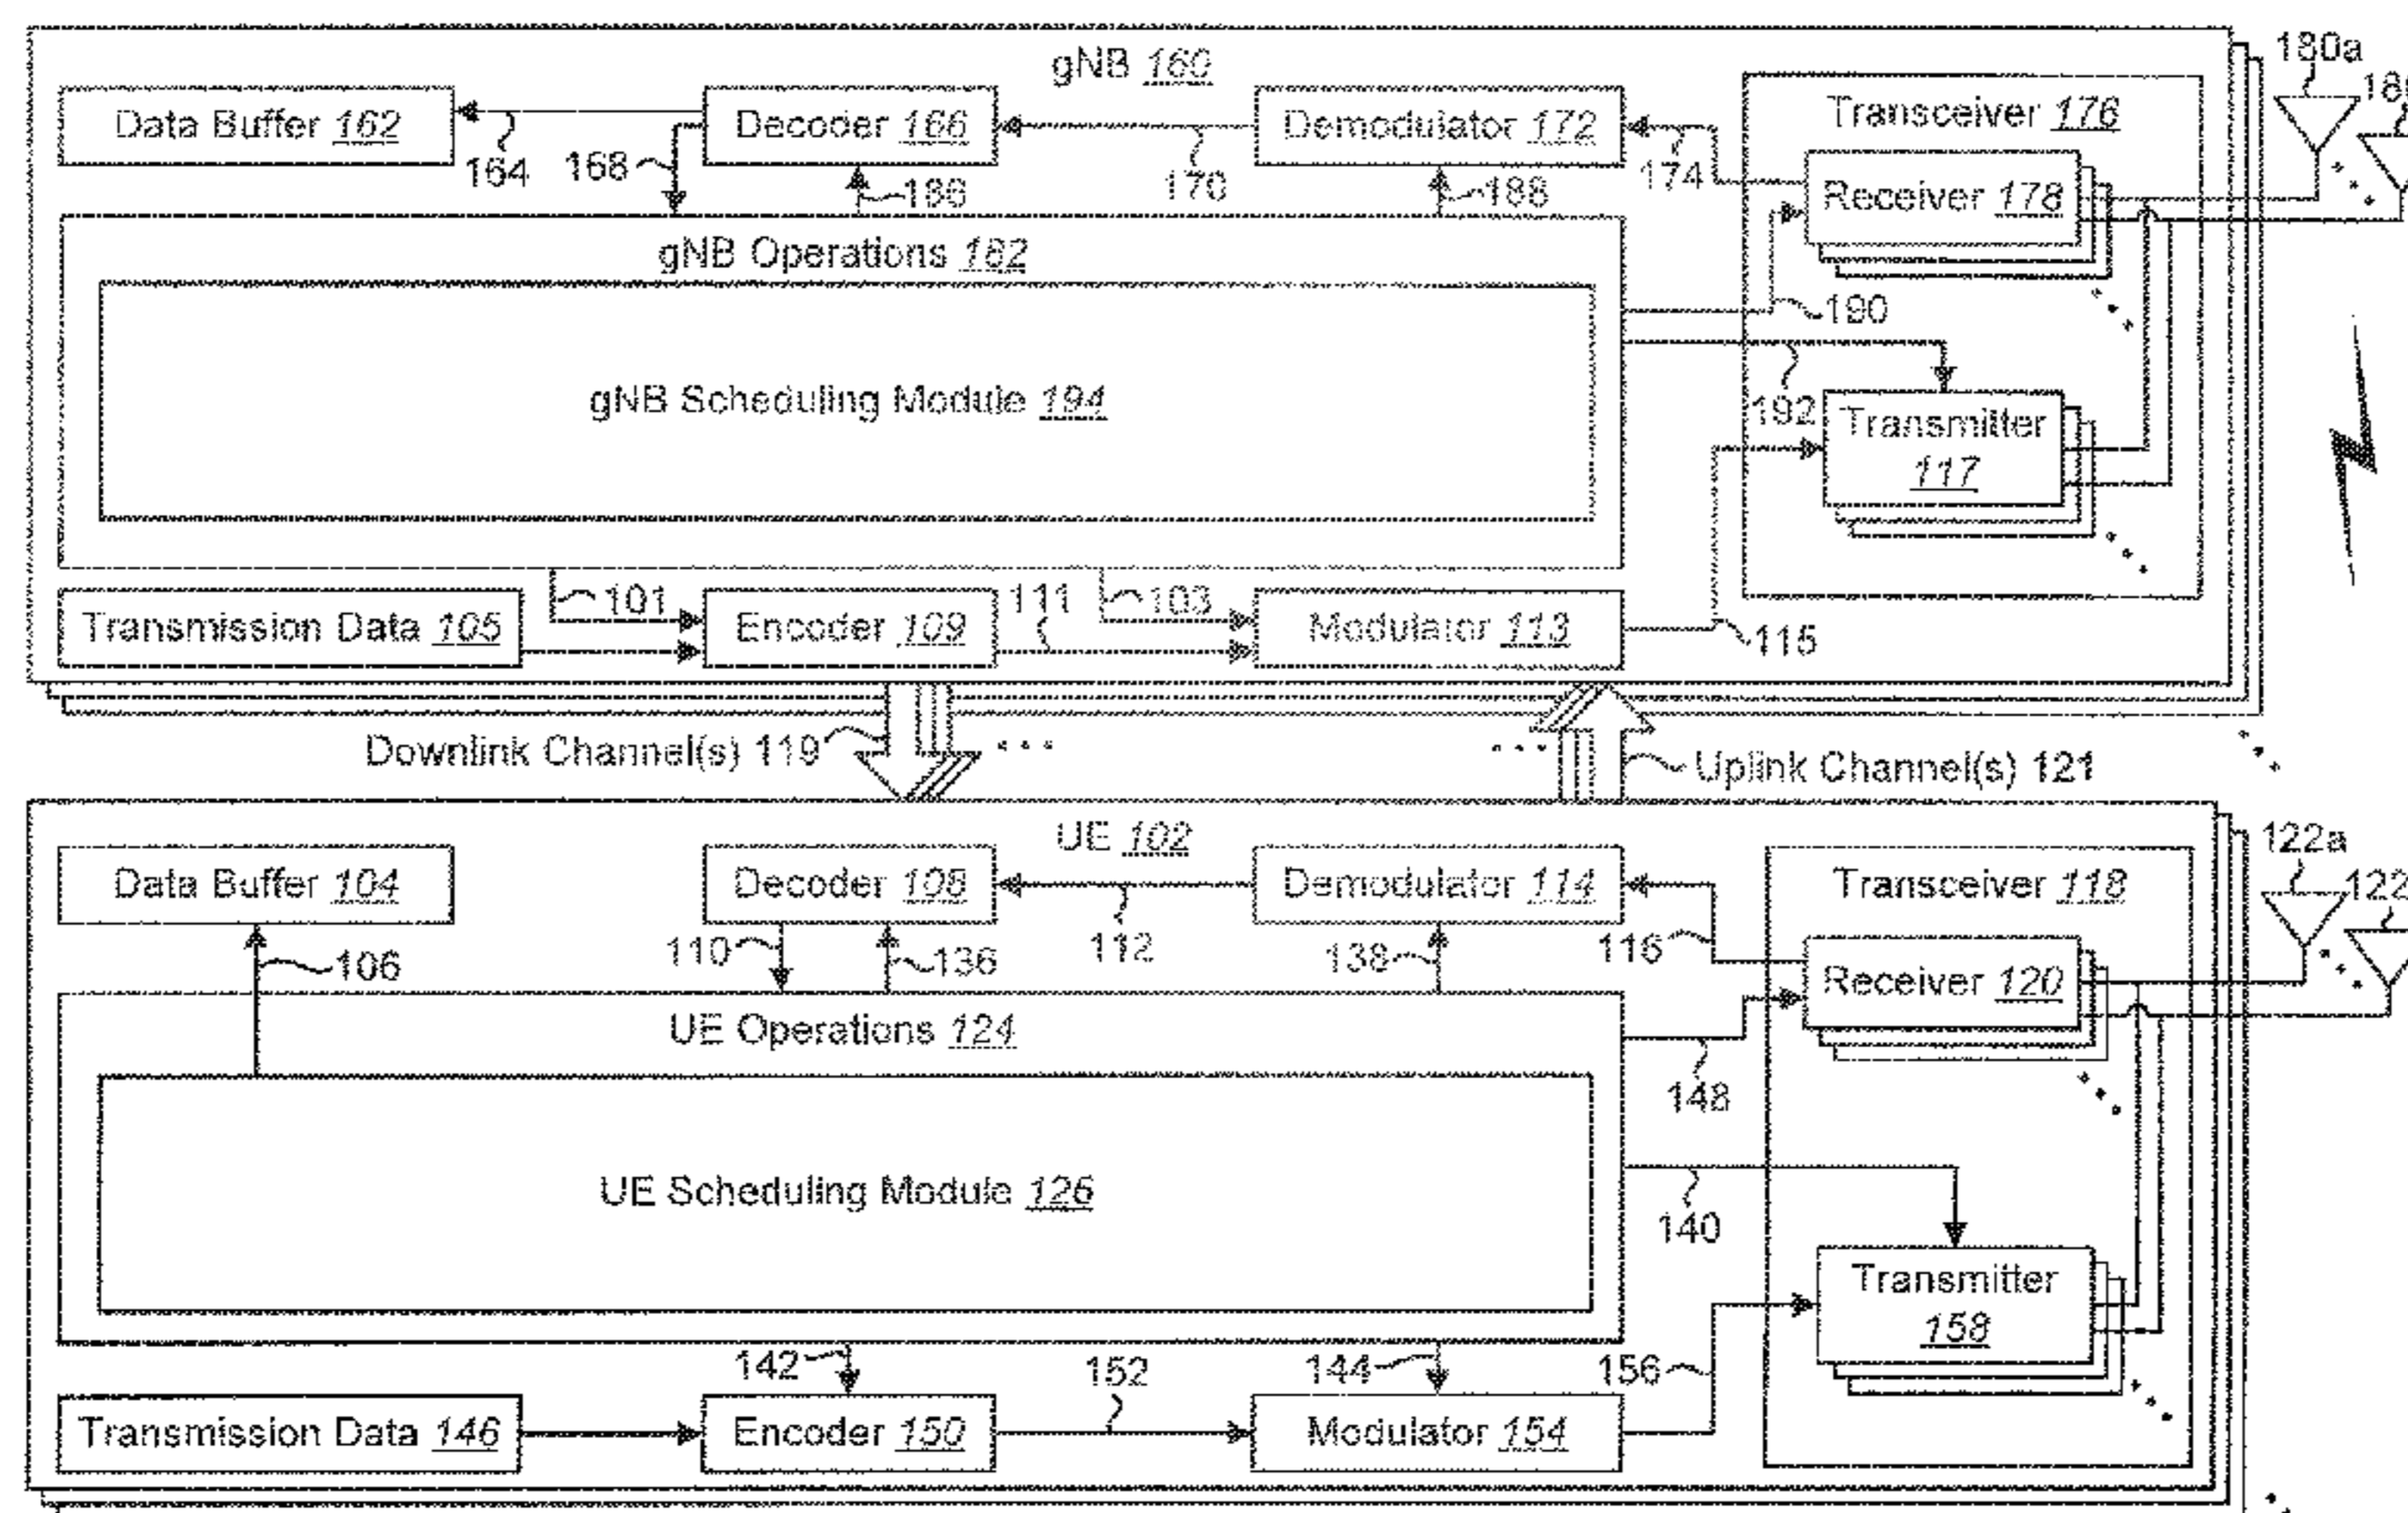 gNB 160
180a
Data Buffer 162
Decoder 166
Demodulator 172
Transceiver 176
164
168
186
170
188
174
Receiver 178
gNB Operations 182
190
gNB Scheduling Module 194
192
Transmitter
117
101
111
103
Transmission Data 105
Encoder 109
Modulator 113
115
Downlink Channel(s) 119
Uplink Channel(s) 121
UE 102
122a
Data Buffer 104
Decoder 108
Demodulator 114
Transceiver 118
106
110
136
112
138
116
Receiver 120
UE Operations 124
148
UE Scheduling Module 126
140
Transmitter
158
142
152
144
156
Transmission Data 146
Encoder 150
Modulator 154